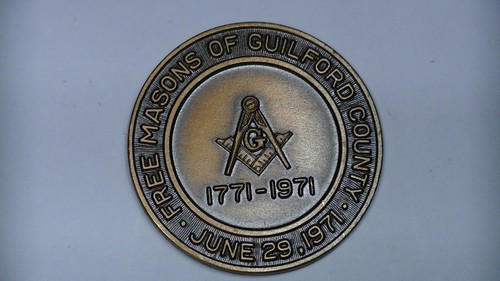 FREE MASONS OF GUILFORD COUNTY
G
1771-1971
JUNE 29, 1971